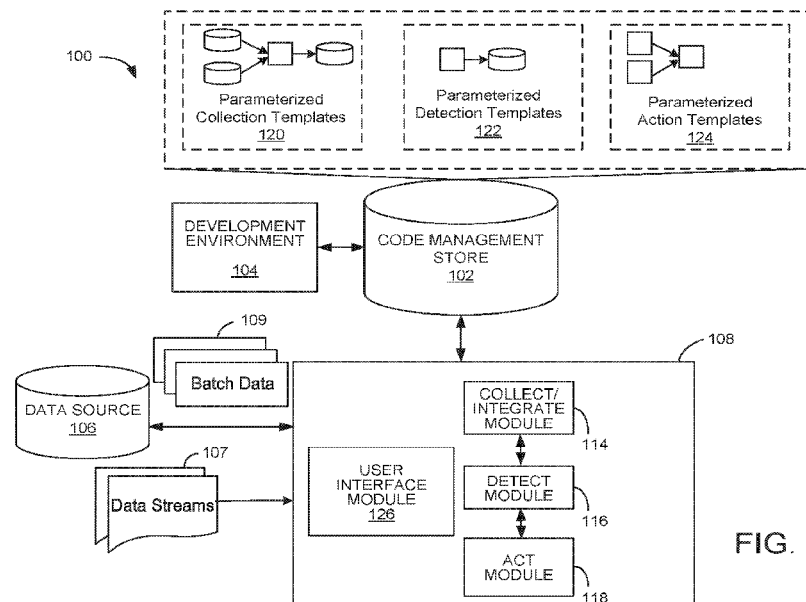 100
Parameterized
Collection Templates
120
Parameterized
Detection Templates
122
Parameterized
Action Templates
124
DEVELOPMENT
ENVIRONMENT
104
CODE MANAGEMENT
STORE
102
109
Batch Data
108
DATA SOURCE
106
107
Data Streams
USER
INTERFACE
MODULE
126
COLLECT/
INTEGRATE
MODULE
114
DETECT
MODULE
116
ACT
MODULE
118
FIG.